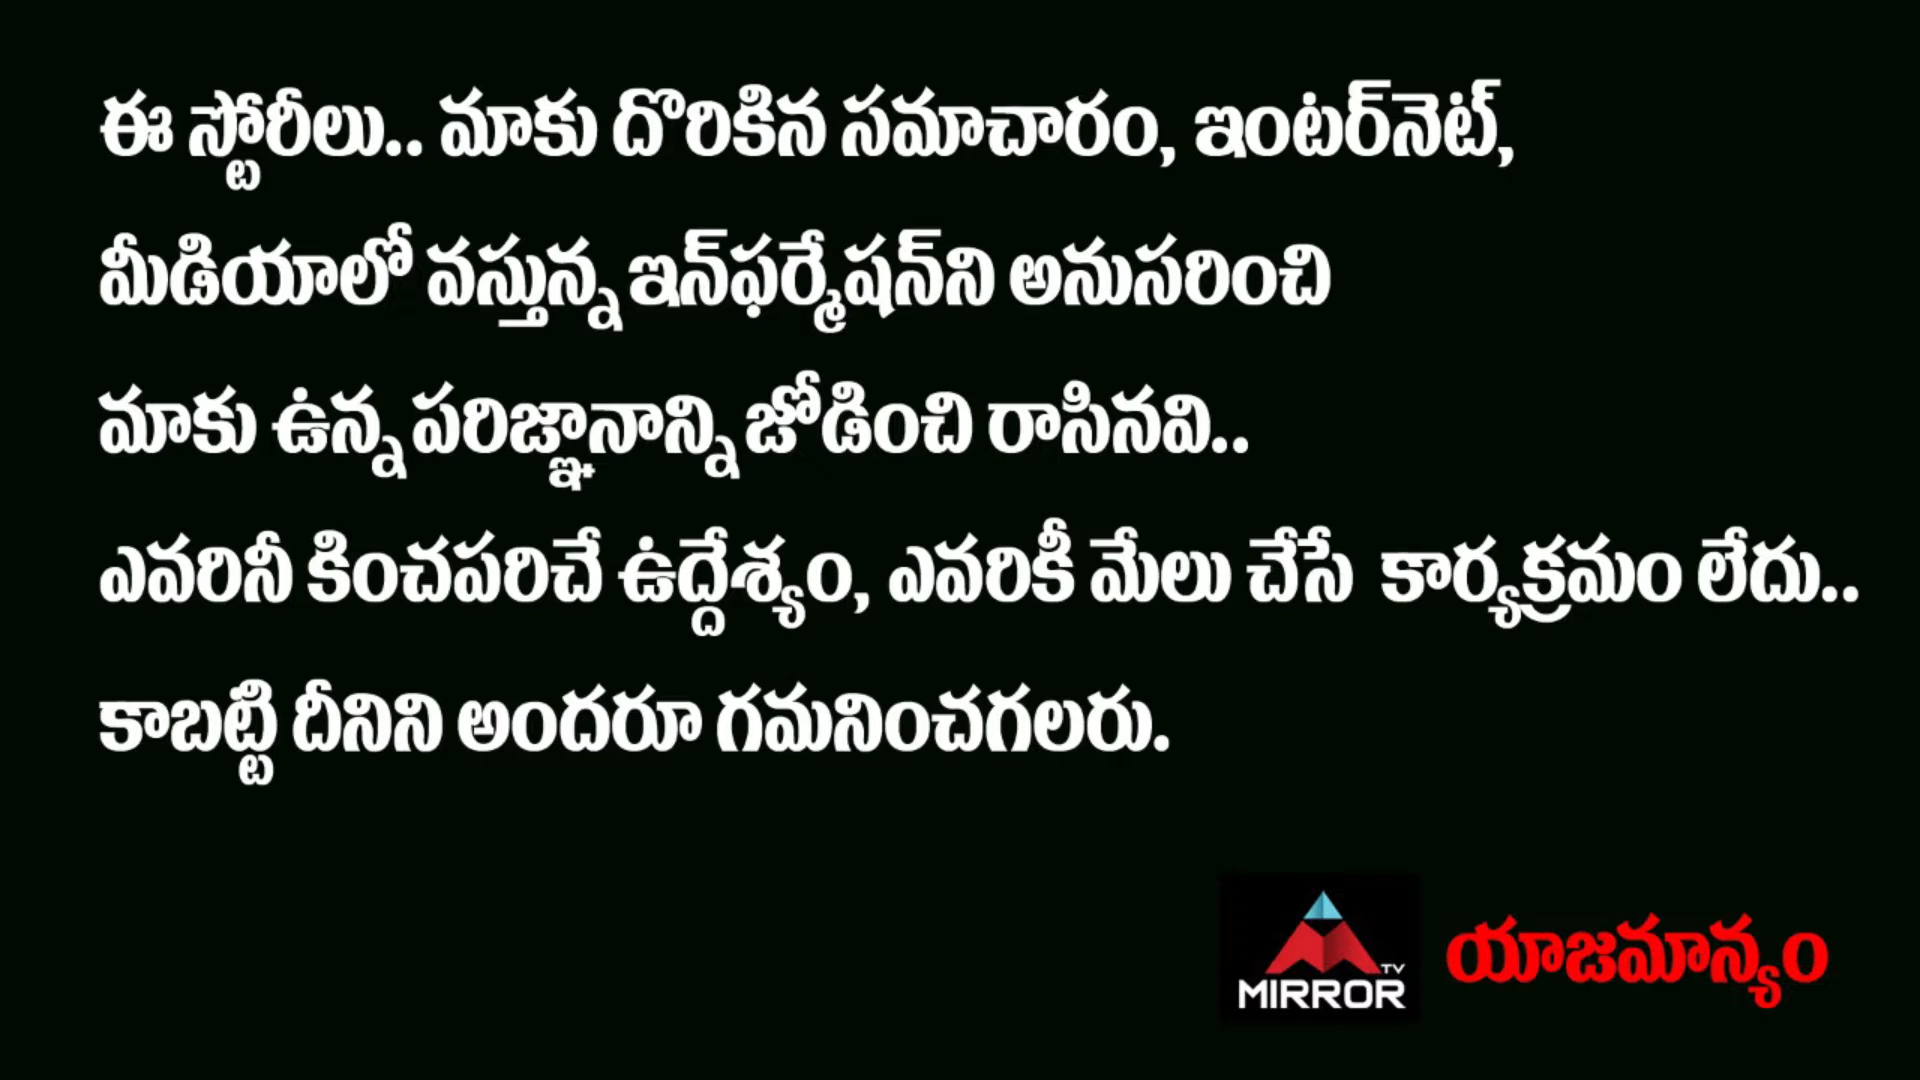 ఈ స్టోరీలు.. మాకు దొరికిన సమాచారం, ఇంటర్‌నెట్,
మీడియాలో వస్తున్న ఇన్‌ఫర్మేషన్‌ని అనుసరించి
మాకు ఉన్న పరిజ్ఞానాన్ని జోడించి రాసినవి..
ఎవరినీ కించపరిచే ఉద్దేశ్యం, ఎవరికీ మేలు చేసే కార్యక్రమం లేదు..
కాబట్టి దీనిని అందరూ గమనించగలరు.
MIRROR TV యాజమాన్యం